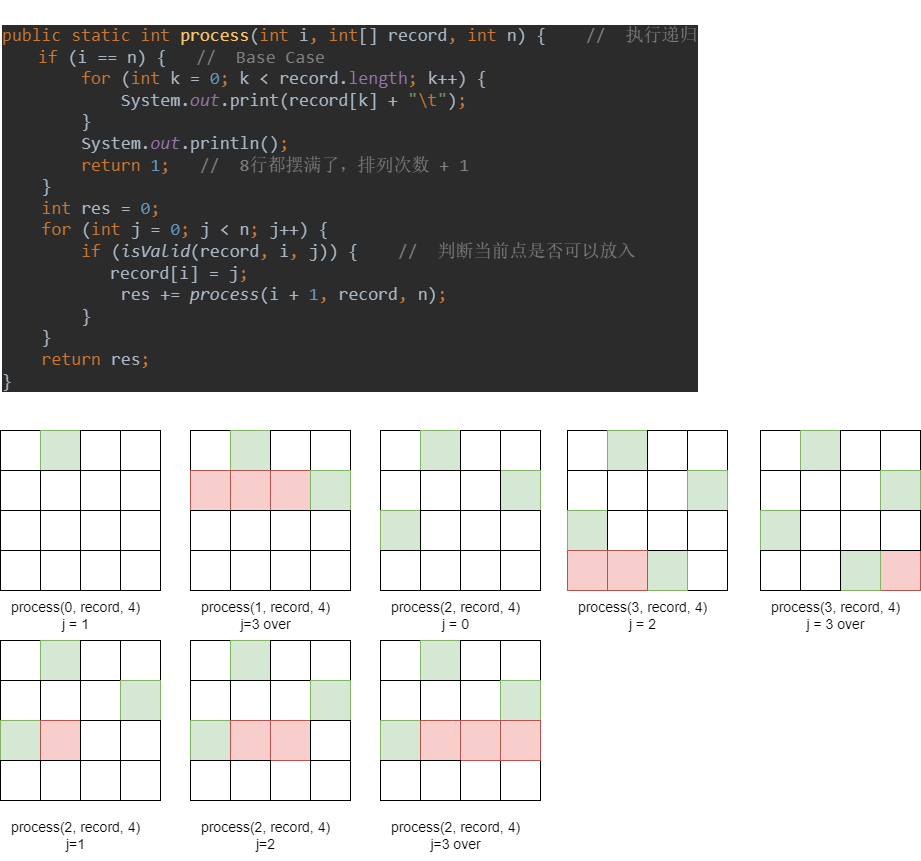 public static int process(int i, int[] record, int n) {    //  执行递归
    if (i == n) {   //  Base Case
        for (int k = 0; k < record.length; k++) {
            System.out.print(record[k] + "\t");
        }
        System.out.println();
        return 1;   //  8行都摆满了，排列次数 + 1
    }
    int res = 0;
    for (int j = 0; j < n; j++) {
        if (isValid(record, i, j)) {    //  判断当前点是否可以放入
            record[i] = j;
            res += process(i + 1, record, n);
        }
    }
    return res;
}
process(0, record, 4)
j = 1
process(1, record, 4)
j=3 over
process(2, record, 4)
j = 0
process(3, record, 4)
j = 2
process(3, record, 4)
j = 3 over
process(2, record, 4)
j=1
process(2, record, 4)
j=2
process(2, record, 4)
j=3 over